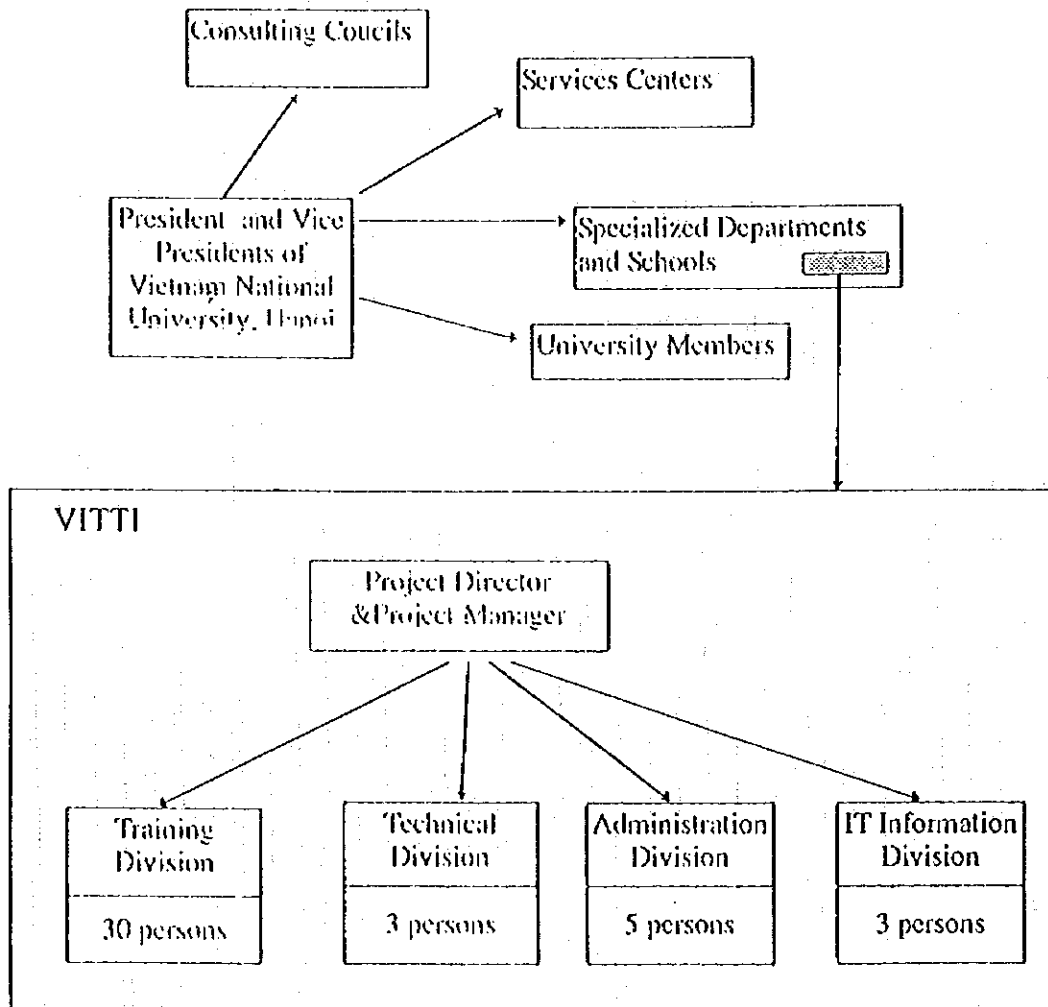 Consulting Coucils
Services Centers
President and Vice
Presidents of
Vietnam National
University, Hanoi
Specialized Departments
and Schools
University Members
VITTI
Project Director
&Project Manager
Training
Division
30 persons
Technical
Division
3 persons
Administration
Division
5 persons
IT Information
Division
3 persons